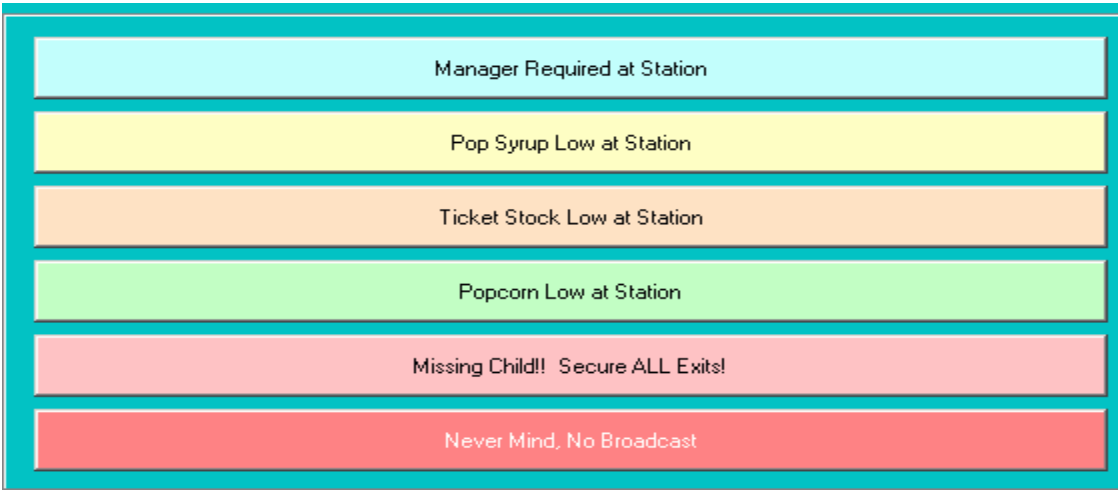 Manager Required at Station
Pop Syrup Low at Station
Ticket Stock Low at Station
Popcorn Low at Station
Missing Child!!  Secure ALL Exits!
Never Mind, No Broadcast